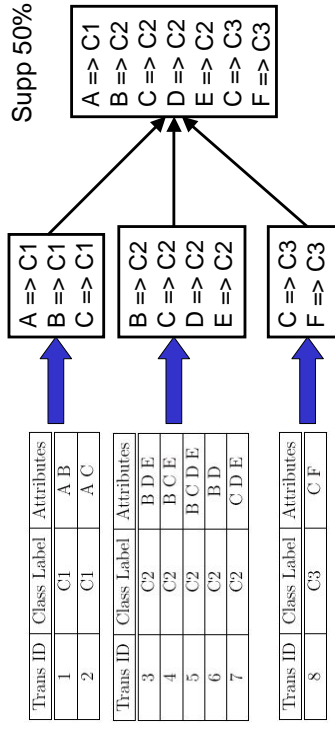 Trans ID Class Label Attributes
1 C1 A B
2 C1 A C
Trans ID Class Label Attributes
3 C2 B D E
4 C2 B C E
5 C2 B C D E
6 C2 B D
7 C2 C D E
Trans ID Class Label Attributes
8 C3 C F
A => C1
B => C1
C => C1
B => C2
C => C2
D => C2
E => C2
C => C3
F => C3
Supp 50%
A => C1
B => C2
C => C2
D => C2
E => C2
C => C3
F => C3